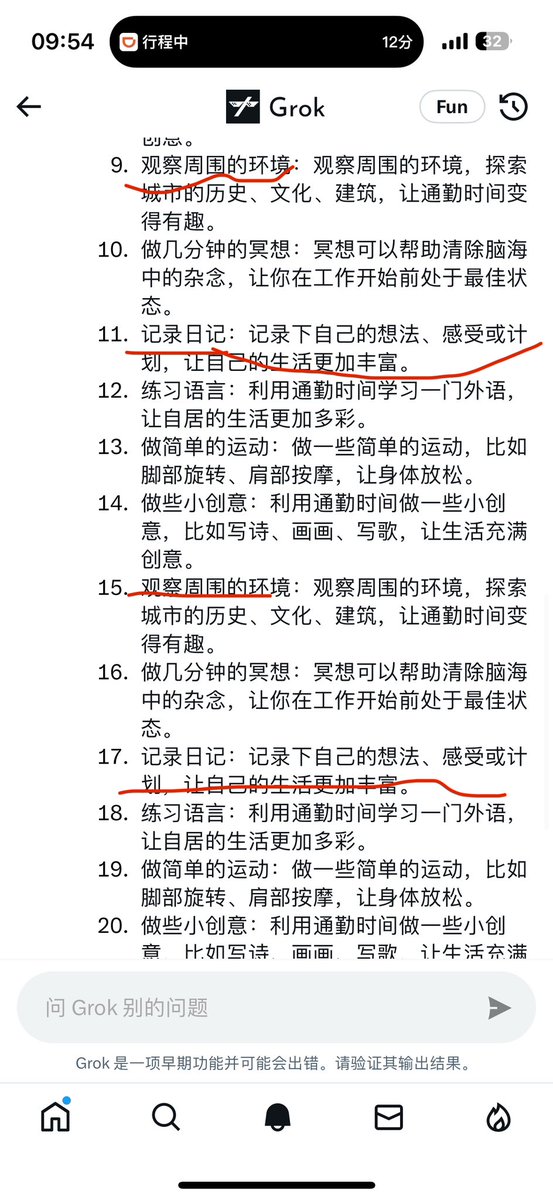 09:54
行程中
12分
32
Grok
Fun
创意。
9. 观察周围的环境：观察周围的环境，探索
城市的历史、文化、建筑，让通勤时间变
得有趣。
10. 做几分钟的冥想：冥想可以帮助清除脑海
中的杂念，让你在工作开始前处于最佳状
态。
11. 记录日记：记录下自己的想法、感受或计
划，让自己的生活更加丰富。
12. 练习语言：利用通勤时间学习一门外语，
让自居的生活更加多彩。
13. 做简单的运动：做一些简单的运动，比如
脚部旋转、肩部按摩，让身体放松。
14. 做些小创意：利用通勤时间做一些小创
意，比如写诗、画画、写歌，让生活充满
创意。
15. 观察周围的环境：观察周围的环境，探索
城市的历史、文化、建筑，让通勤时间变
得有趣。
16. 做几分钟的冥想：冥想可以帮助清除脑海
中的杂念，让你在工作开始前处于最佳状
态。
17. 记录日记：记录下自己的想法、感受或计
划，让自己的生活更加丰富。
18. 练习语言：利用通勤时间学习一门外语，
让自居的生活更加多彩。
19. 做简单的运动：做一些简单的运动，比如
脚部旋转、肩部按摩，让身体放松。
20. 做些小创意：利用通勤时间做一些小创
意，比如写诗、画画、写歌，让生活充满
问 Grok 别的问题
Grok 是一项早期功能并可能会出错。请验证其输出结果。